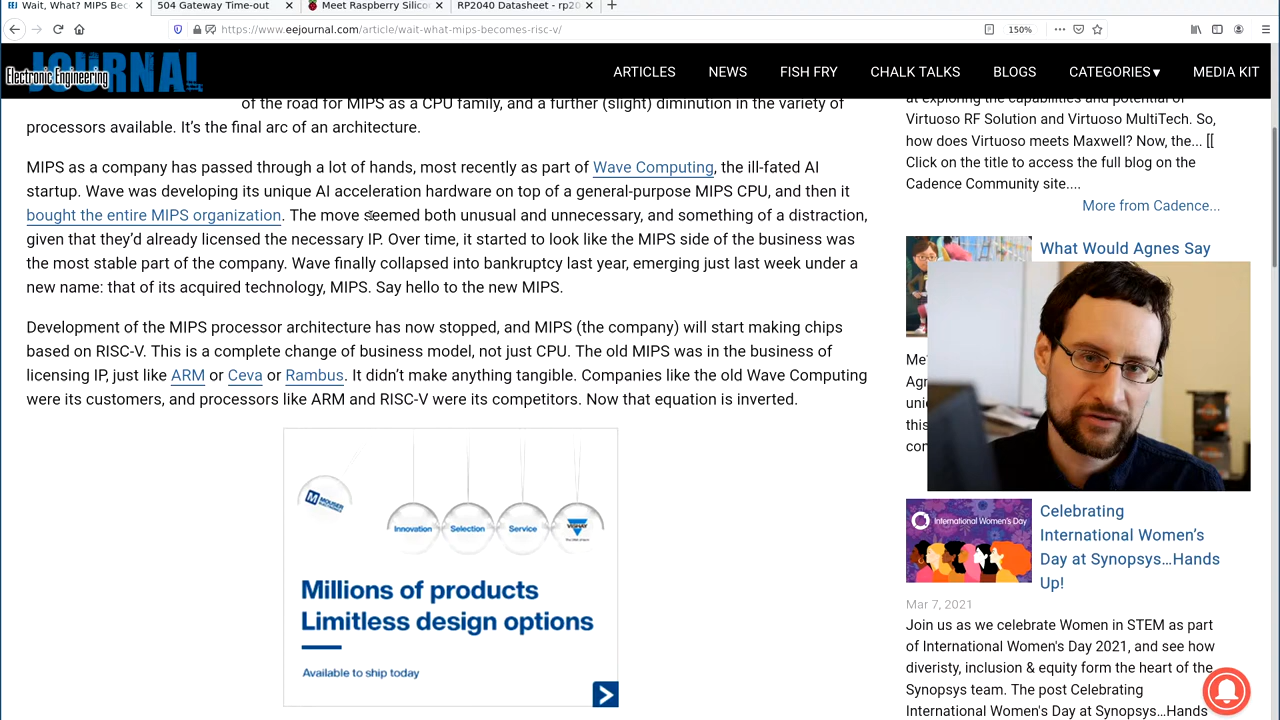 Wait, What? MIPS Bec
504 Gateway Time-out
Meet Raspberry Silico
RP2040 Datasheet - rp20
https://www.eejournal.com/article/wait-what-mips-becomes-risc-v/
150%
Electronic Engineering
JOURNAL
ARTICLES
NEWS
FISH FRY
CHALK TALKS
BLOGS
CATEGORIES▼
MEDIA KIT
of the road for MIPS as a CPU family, and a further (slight) diminution in the variety of
processors available. It's the final arc of an architecture.
MIPS as a company has passed through a lot of hands, most recently as part of Wave Computing, the ill-fated AI
startup. Wave was developing its unique AI acceleration hardware on top of a general-purpose MIPS CPU, and then it
bought the entire MIPS organization. The move seemed both unusual and unnecessary, and something of a distraction,
given that they'd already licensed the necessary IP. Over time, it started to look like the MIPS side of the business was
the most stable part of the company. Wave finally collapsed into bankruptcy last year, emerging just last week under a
new name: that of its acquired technology, MIPS. Say hello to the new MIPS.
Development of the MIPS processor architecture has now stopped, and MIPS (the company) will start making chips
based on RISC-V. This is a complete change of business model, not just CPU. The old MIPS was in the business of
licensing IP, just like ARM or Ceva or Rambus. It didn't make anything tangible. Companies like the old Wave Computing
were its customers, and processors like ARM and RISC-V were its competitors. Now that equation is inverted.
MOUSER
Innovation
Selection
Service
VISHAY
Millions of products
Limitless design options
Available to ship today
at exploring the capabilities and potential of
Virtuoso RF Solution and Virtuoso MultiTech. So,
how does Virtuoso meets Maxwell? Now, the... [[
Click on the title to access the full blog on the
Cadence Community site....
More from Cadence...
What Would Agnes Say
Me
Agr
uni
this
con
International Women's Day
Celebrating
International Women's
Day at Synopsys...Hands
Up!
Mar 7, 2021
Join us as we celebrate Women in STEM as part
of International Women's Day 2021, and see how
diveristy, inclusion & equity form the heart of the
Synopsys team. The post Celebrating
International Women's Day at Synopsys...Hands